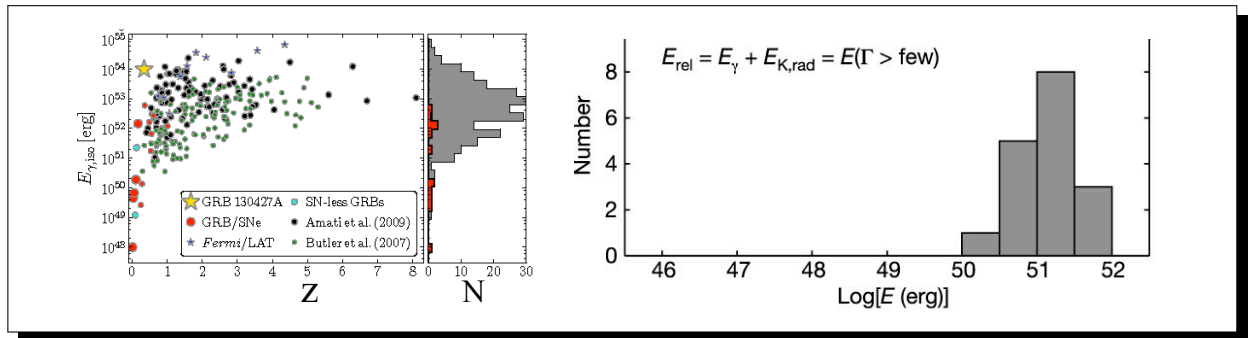 E_γ,iso [erg]
10^55
10^54
10^53
10^52
10^51
10^50
10^49
10^48
GRB 130427A
GRB/SNe
Fermi/LAT
SN-less GRBs
Amati et al. (2009)
Butler et al. (2007)
0 1 2 3 4 5 6 7 8
z
0 10 20 30
N
E_rel = E_γ + E_K,rad = E(Γ > few)
Number
8
6
4
2
0
46 47 48 49 50 51 52
Log[E (erg)]